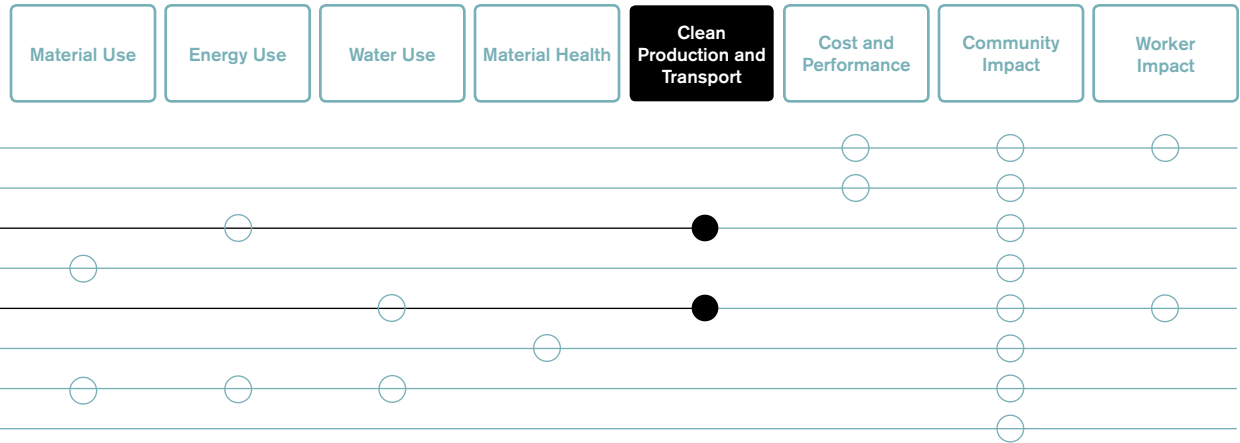 Material Use
Energy Use
Water Use
Material Health
Clean
Production and
Transport
Cost and
Performance
Community
Impact
Worker
Impact